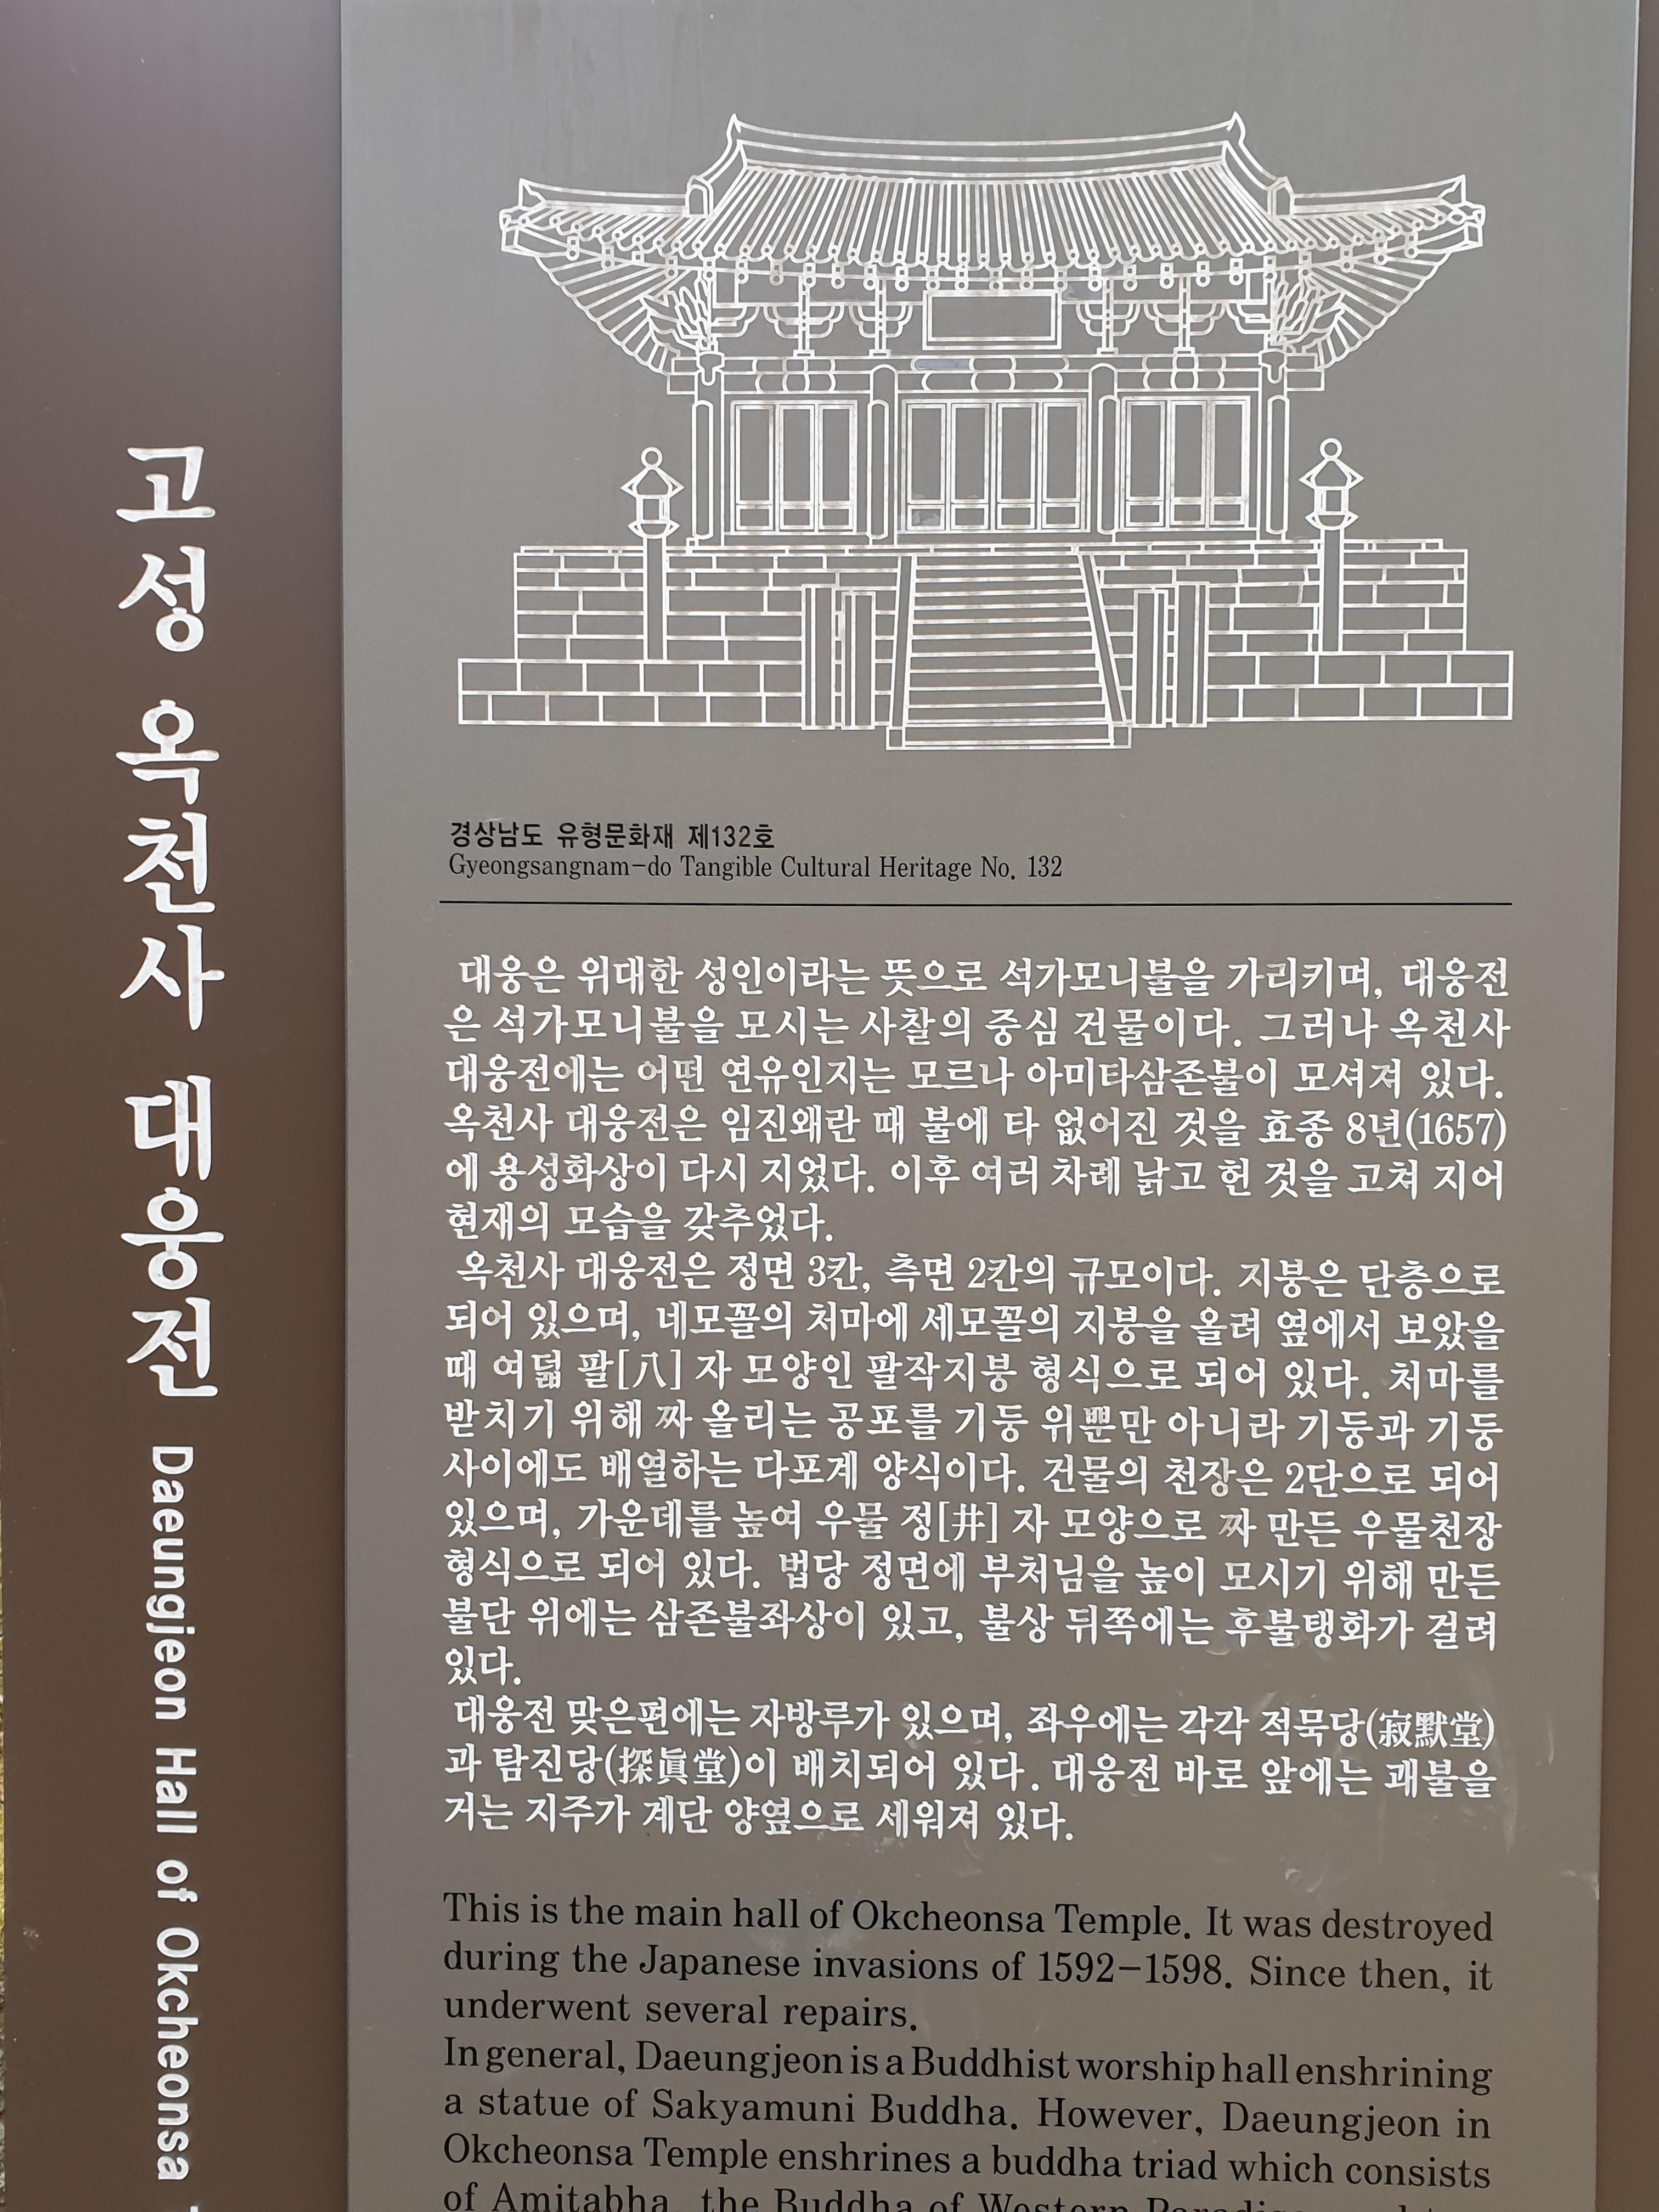 고성 옥천사 대웅전 Daeungjeon Hall of Okcheonsa
경상남도 유형문화재 제132호
Gyeongsangnam-do Tangible Cultural Heritage No. 132
대웅은 위대한 성인이라는 뜻으로 석가모니불을 가리키며, 대웅전
은 석가모니불을 모시는 사찰의 중심 건물이다. 그러나 옥천사
대웅전에는 어떤 연유인지는 모르나 아미타삼존불이 모셔져 있다.
옥천사 대웅전은 임진왜란 때 불에 타 없어진 것을 효종 8년(1657)
에 용성화상이 다시 지었다. 이후 여러 차례 낡고 헌 것을 고쳐 지어
현재의 모습을 갖추었다.
옥천사 대웅전은 정면 3칸, 측면 2칸의 규모이다. 지붕은 단층으로
되어 있으며, 네모꼴의 처마에 세모꼴의 지붕을 올려 옆에서 보았을
때 여덟 팔[八] 자 모양인 팔작지붕 형식으로 되어 있다. 처마를
받치기 위해 짜 올리는 공포를 기둥 위뿐만 아니라 기둥과 기둥
사이에도 배열하는 다포계 양식이다. 건물의 천장은 2단으로 되어
있으며, 가운데를 높여 우물 정[井] 자 모양으로 짜 만든 우물천장
형식으로 되어 있다. 법당 정면에 부처님을 높이 모시기 위해 만든
불단 위에는 삼존불좌상이 있고, 불상 뒤쪽에는 후불탱화가 걸려
있다.
대웅전 맞은편에는 자방루가 있으며, 좌우에는 각각 적묵당(寂默堂)
과 탐진당(探眞堂)이 배치되어 있다. 대웅전 바로 앞에는 괘불을
거는 지주가 계단 양옆으로 세워져 있다.
This is the main hall of Okcheonsa Temple. It was destroyed
during the Japanese invasions of 1592-1598. Since then, it
underwent several repairs.
In general, Daeungjeon is a Buddhist worship hall enshrining
a statue of Sakyamuni Buddha. However, Daeungjeon in
Okcheonsa Temple enshrines a buddha triad which consists
of Amitabha, the Buddha of Western